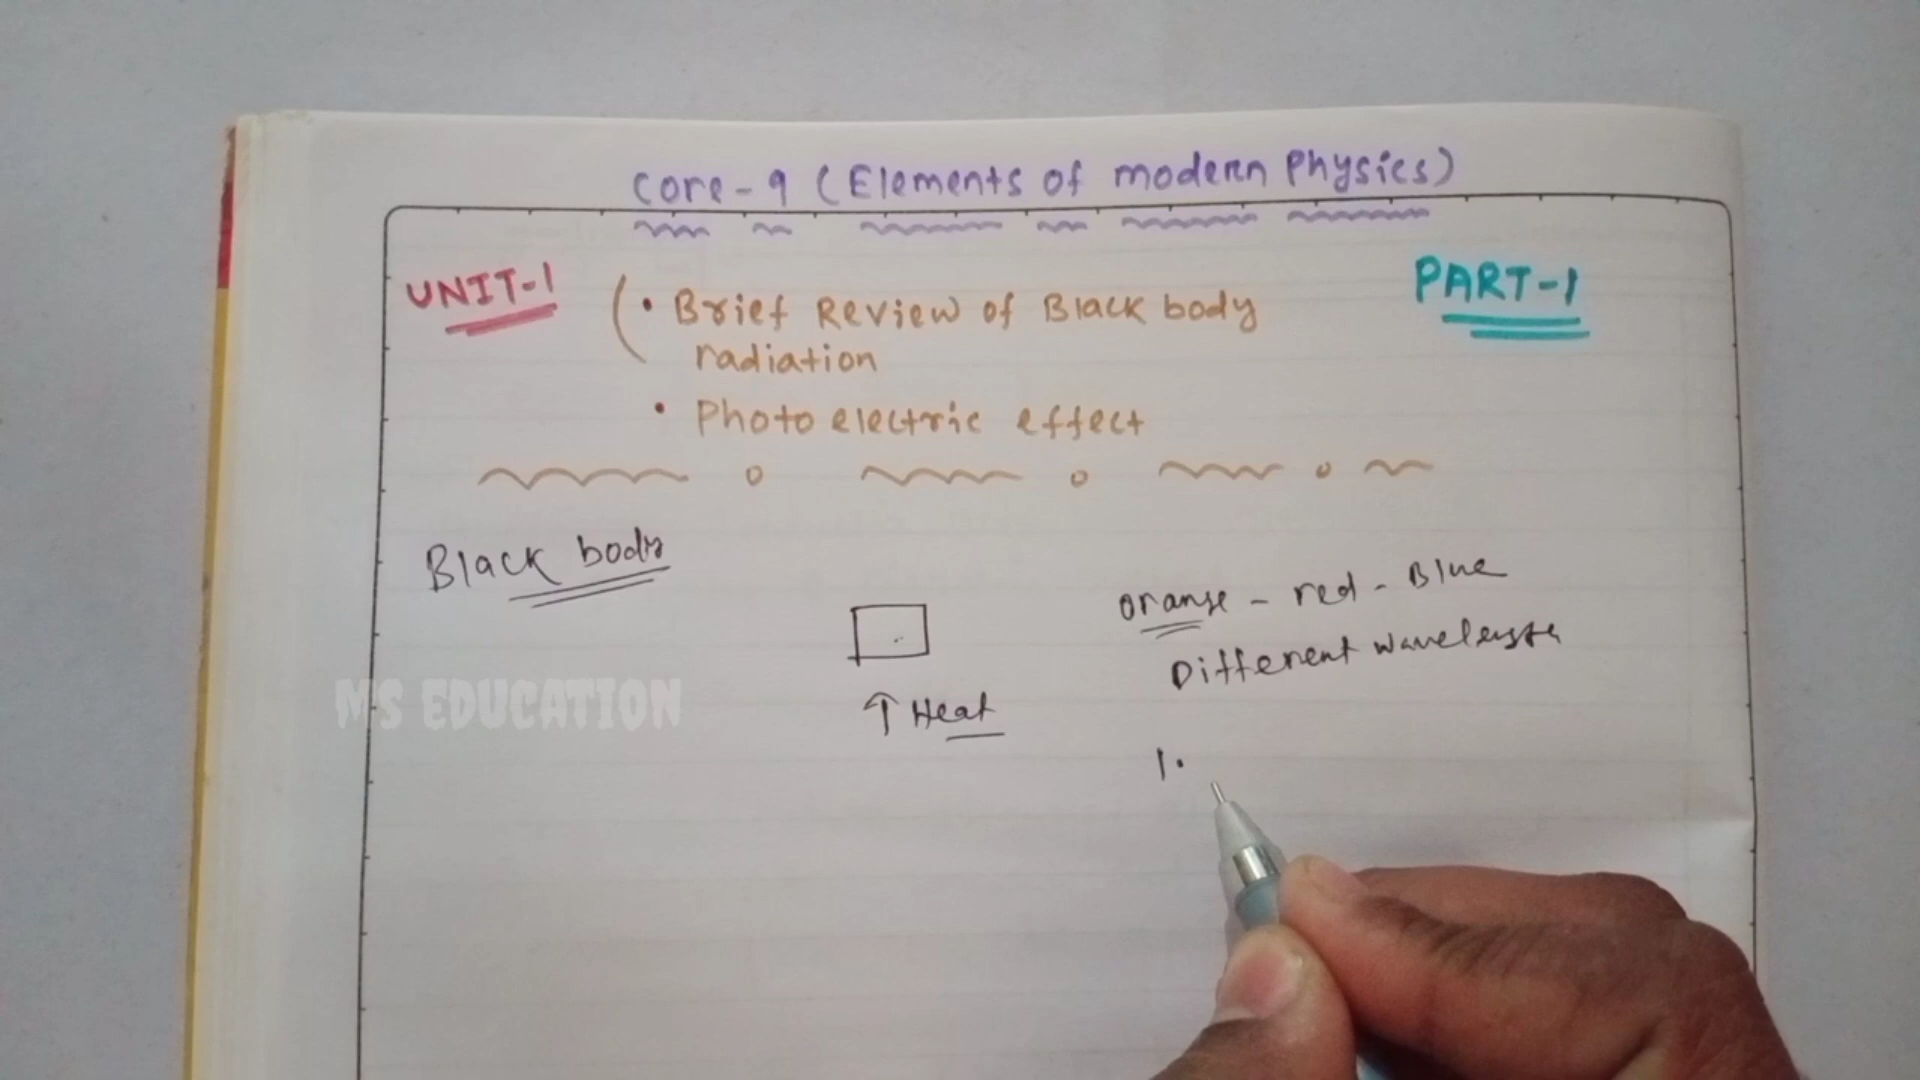 Core-9 (Elements of modern Physics)
UNIT-1
PART-1
(• Brief Review of Black body
radiation
• Photo electric effect
Black body
orange - red - Blue
Different wavelength
↑ Heat
1.
M'S EDUCATION